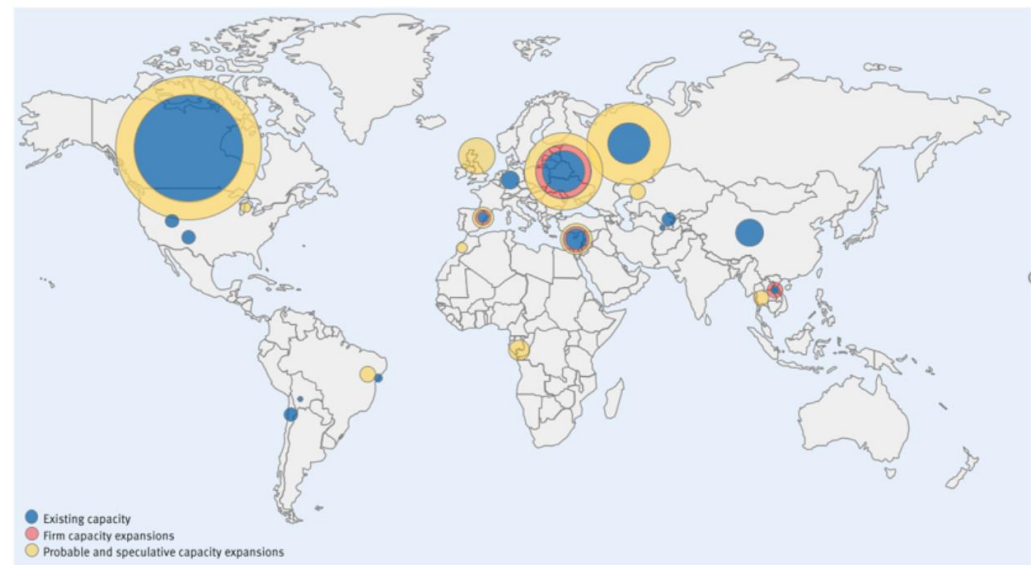 Existing capacity
Firm capacity expansions
Probable and speculative capacity expansions